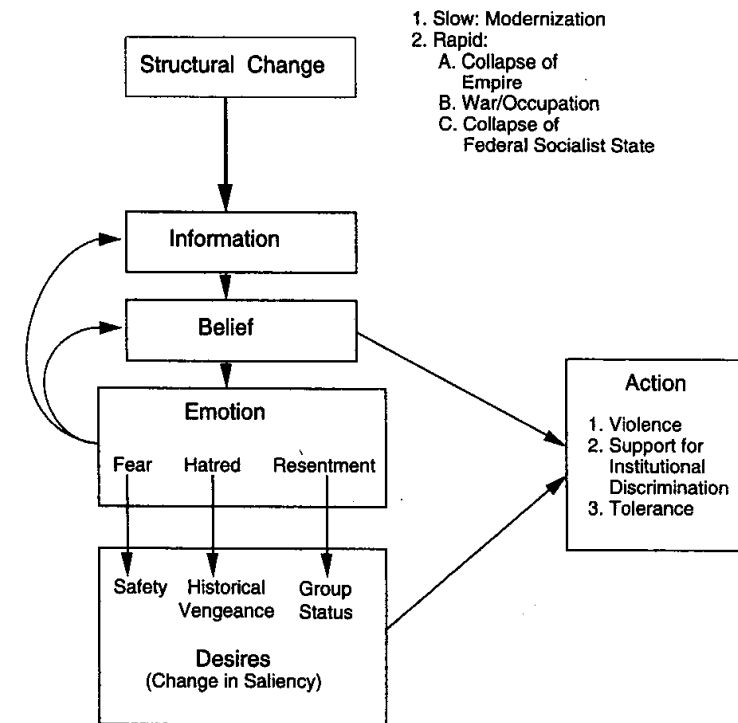 1. Slow: Modernization
2. Rapid:
A. Collapse of
Empire
B. War/Occupation
C. Collapse of
Federal Socialist State
Structural Change
Information
Belief
Emotion
Fear Hatred Resentment
Safety Historical Group
Vengeance Status
Desires
(Change in Saliency)
Action
1. Violence
2. Support for
Institutional
Discrimination
3. Tolerance